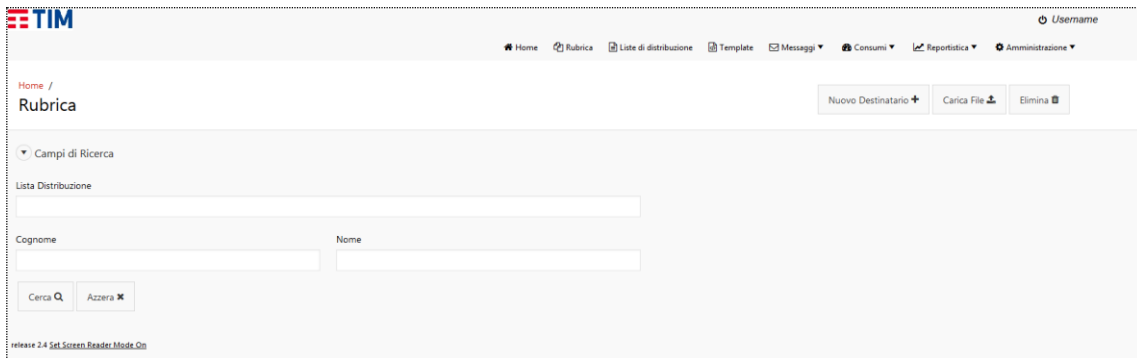 TIM
Username
Home Rubrica Liste di distribuzione Template Messaggi Consumi Reportistica Amministrazione
Home /
Rubrica
Nuovo Destinatario Carica File Elimina
Campi di Ricerca
Lista Distribuzione
Cognome Nome
Cerca Azzera
release 2.4 Set Screen Reader Mode On